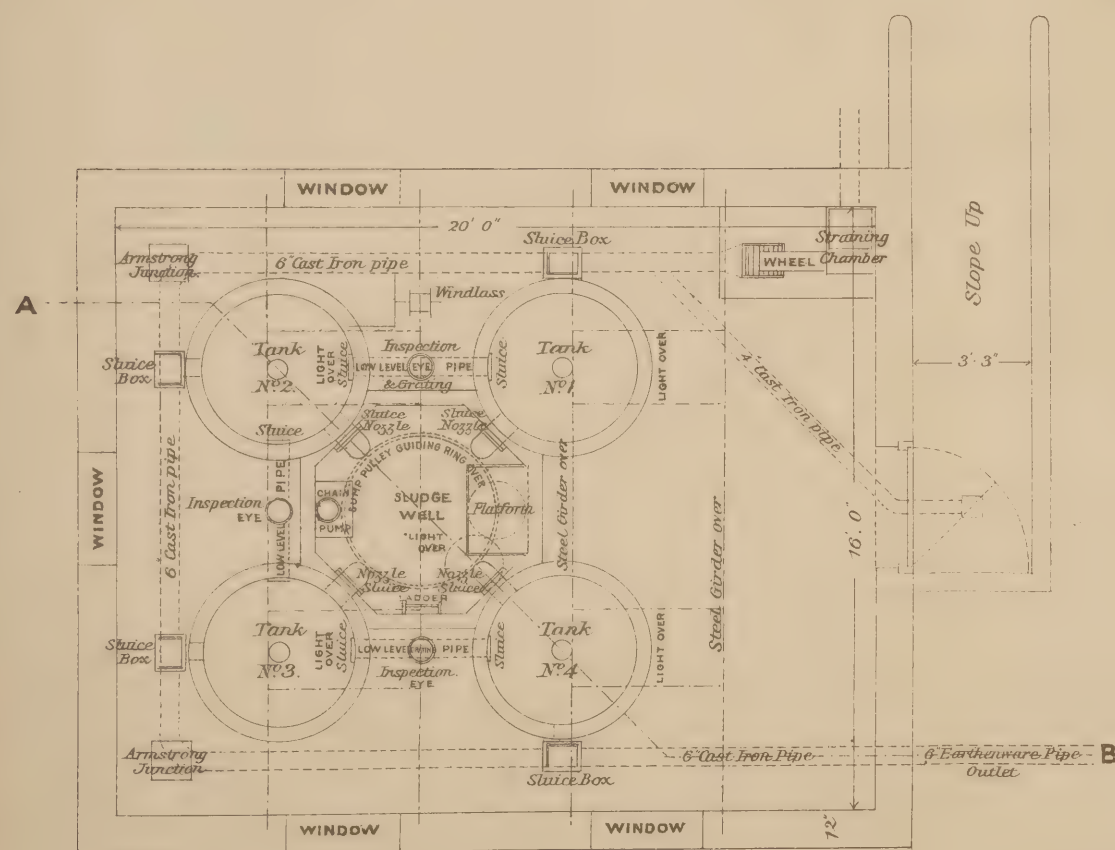 WINDOW
WINDOW
20' 0"
Sluice Box
Straining
Chamber
WHEEL
Slope Up
Armstrong
Junction.
6" Cast Iron pipe
A
Windlass
Sluice
Box
Tank
No. 2.
LIGHT
OVER
Sluice
Inspection
LOW LEVEL EYE PIPE
& Grating
Sluice
Tank
No. 1
LIGHT OVER
3'-3"
4" Cast Iron pipe
Sluice
Nozzle
Sluice
Nozzle
Sluice
PIPE
LOW LEVEL
WINDOW
6" Cast Iron pipe
Inspection
EYE
CHAIN
PUMP
SUMP PULLEY GUIDING RING OVER
SLUDGE
WELL
LIGHT
OVER
Platform
Steel Girder over
Steel Girder over
16'. 0"
Nozzle
Sluice
Nozzle
Sluice
LADDER
Sluice
Box
Tank
No. 3.
LIGHT
OVER
Sluice
LOW LEVEL PIPE
Inspection.
EYE
Sluice
Tank
No. 4
LIGHT OVER
Armstrong
Junction
Sluice Box
6" Cast Iron Pipe
6" Earthenware Pipe
Outlet
B
12"
WINDOW
WINDOW